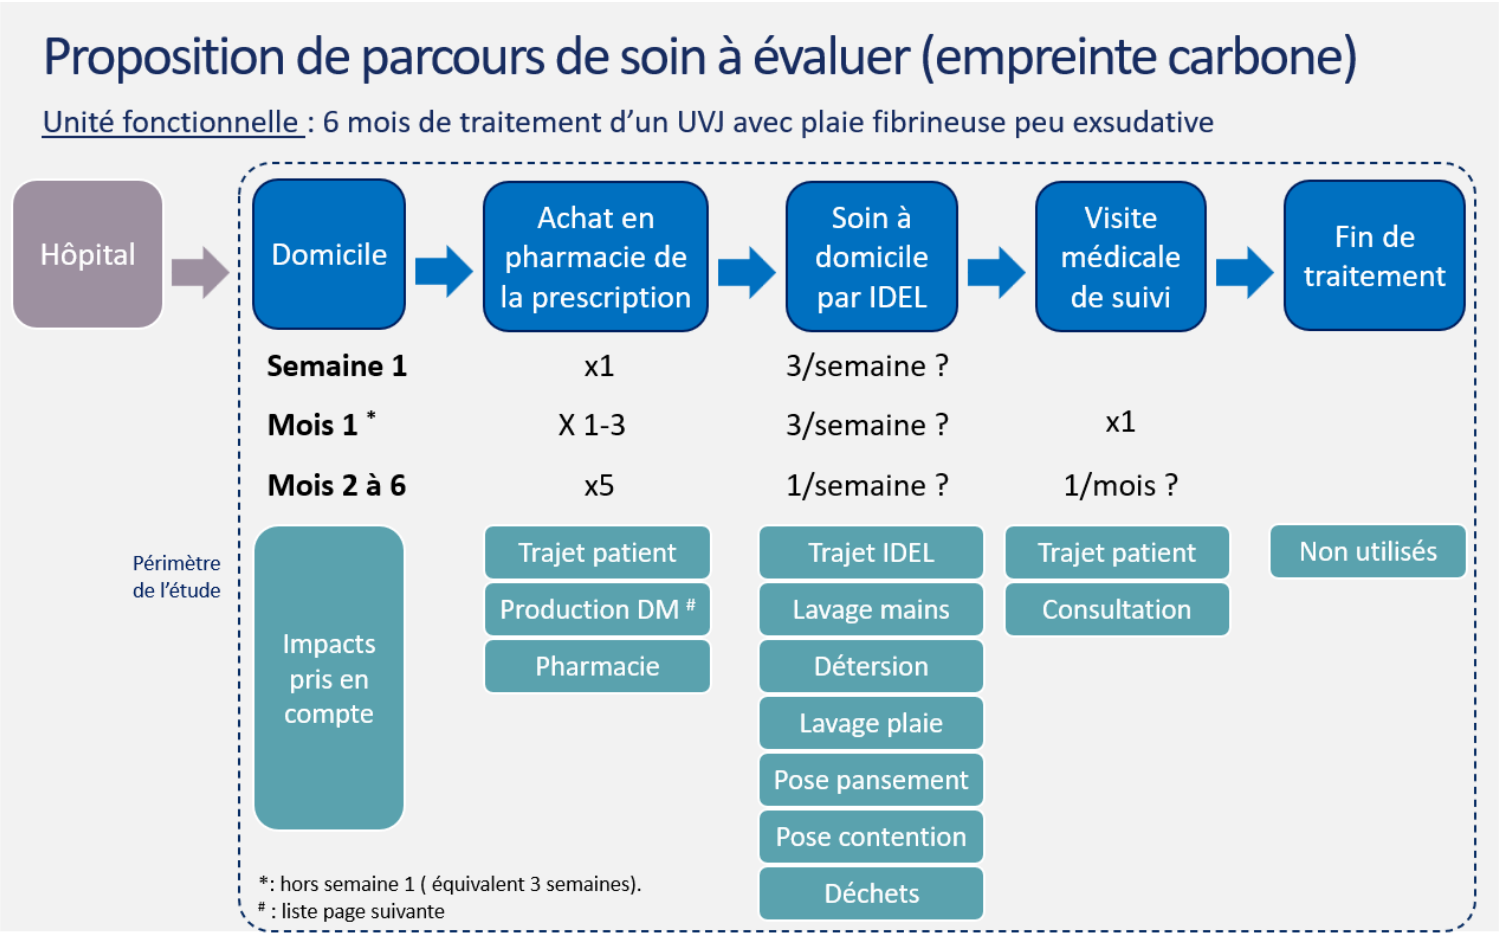 Proposition de parcours de soin à évaluer (empreinte carbone)
Unité fonctionnelle : 6 mois de traitement d’un UVJ avec plaie fibrineuse peu exsudative
Hôpital
Domicile
Achat en
pharmacie de
la prescription
Soin à
domicile
par IDEL
Visite
médicale
de suivi
Fin de
traitement
Semaine 1
x1
3/semaine ?
Mois 1 *
X 1-3
3/semaine ?
x1
Mois 2 à 6
x5
1/semaine ?
1/mois ?
Périmètre
de l’étude
Impacts
pris en
compte
Trajet patient
Production DM #
Pharmacie
Trajet IDEL
Lavage mains
Détersion
Lavage plaie
Pose pansement
Pose contention
Déchets
Trajet patient
Consultation
Non utilisés
*: hors semaine 1 ( équivalent 3 semaines).
# : liste page suivante